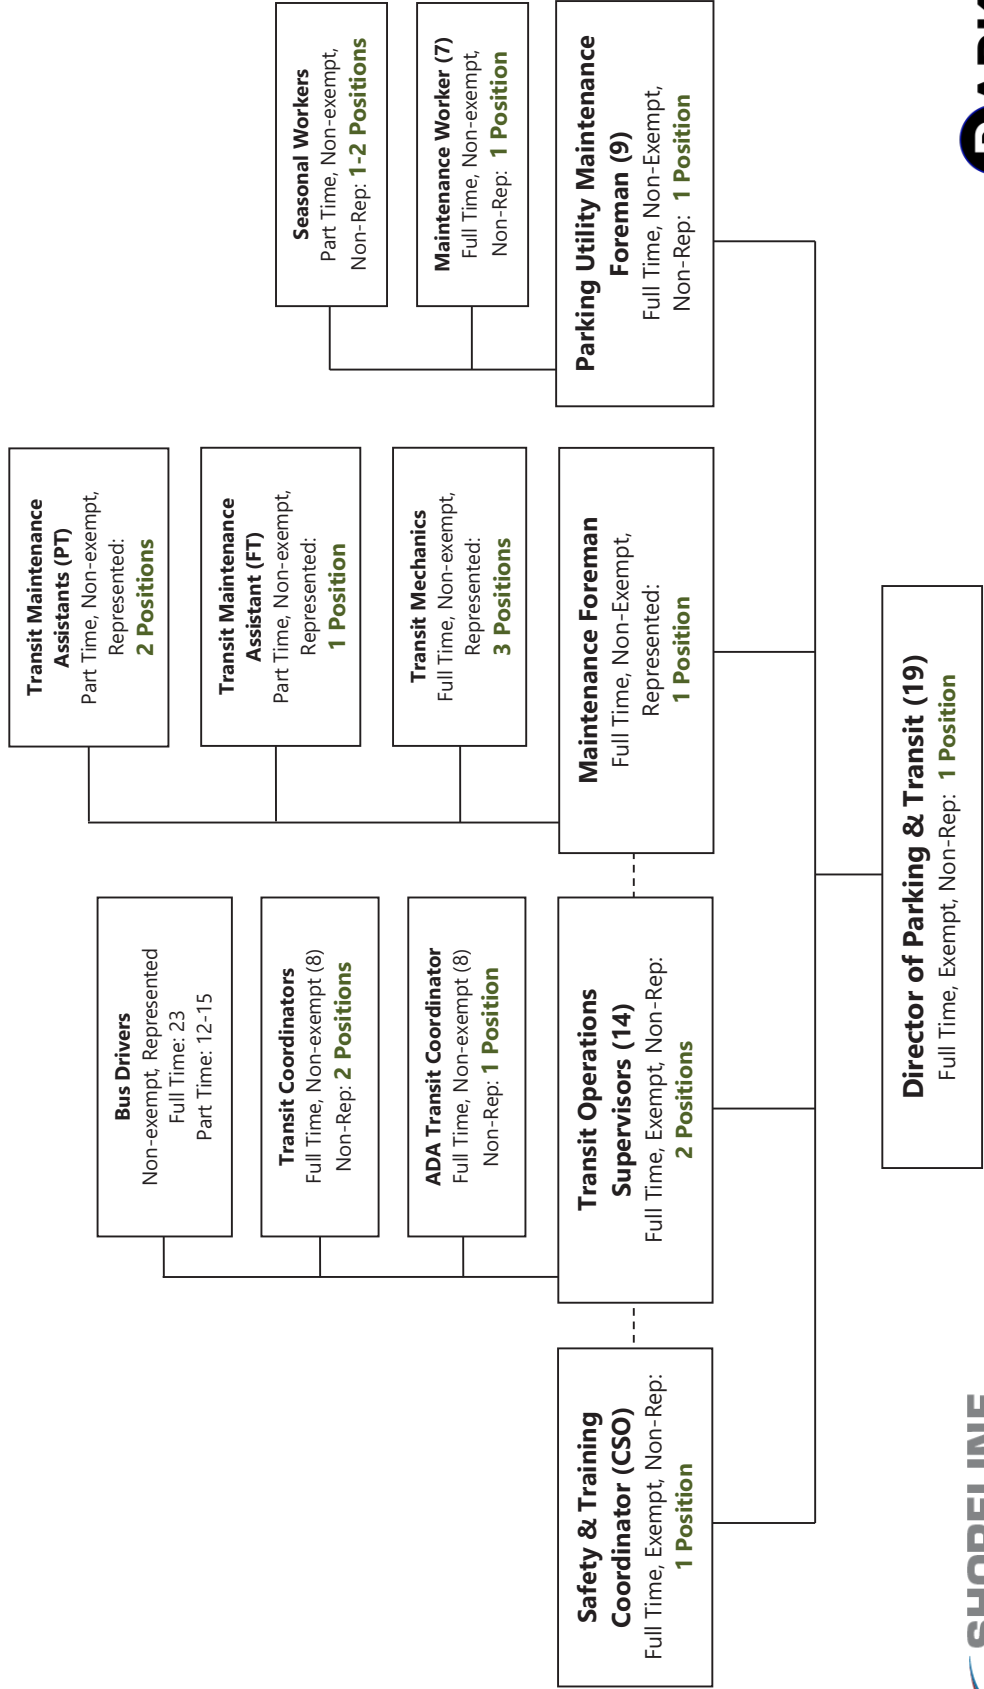 Safety & Training
Coordinator (CSO)
Full Time, Exempt, Non-Rep:
1 Position
Bus Drivers
Non-exempt, Represented
Full Time: 23
Part Time: 12-15
Transit Coordinators
Full Time, Non-exempt (8)
Non-Rep: 2 Positions
ADA Transit Coordinator
Full Time, Non-exempt (8)
Non-Rep: 1 Position
Transit Operations
Supervisors (14)
Full Time, Exempt, Non-Rep:
2 Positions
Transit Maintenance
Assistants (PT)
Part Time, Non-exempt,
Represented:
2 Positions
Transit Maintenance
Assistant (FT)
Part Time, Non-exempt,
Represented:
1 Position
Transit Mechanics
Full Time, Non-exempt,
Represented:
3 Positions
Maintenance Foreman
Full Time, Non-Exempt,
Represented:
1 Position
Seasonal Workers
Part Time, Non-exempt,
Non-Rep: 1-2 Positions
Maintenance Worker (7)
Full Time, Non-exempt,
Non-Rep: 1 Position
Parking Utility Maintenance
Foreman (9)
Full Time, Non-Exempt,
Non-Rep: 1 Position
Director of Parking & Transit (19)
Full Time, Exempt, Non-Rep: 1 Position
SHORELINE